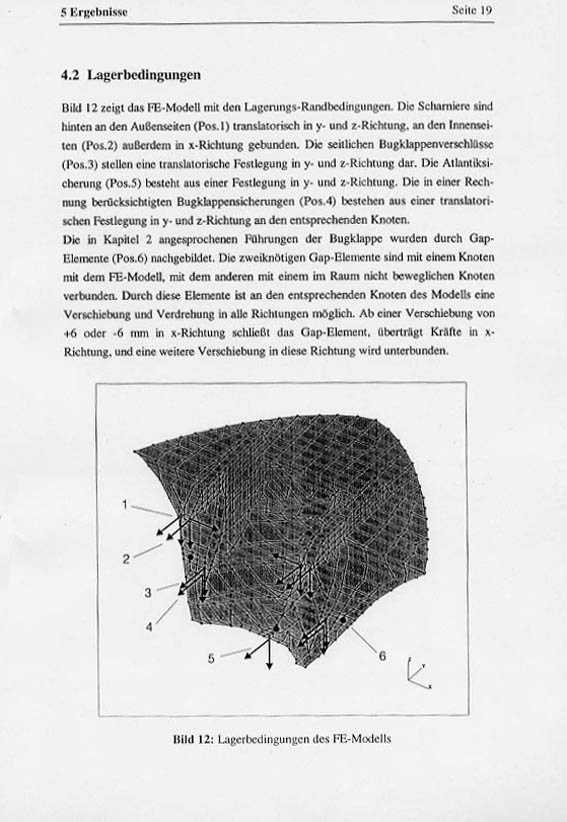 5 Ergebnisse
Seite 19
4.2 Lagerbedingungen
Bild 12 zeigt das FE-Modell mit den Lagerungs-Randbedingungen. Die Scharniere sind
hinten an den Außenseiten (Pos.1) translatorisch in y- und z-Richtung, an den Innensei-
ten (Pos.2) außerdem in x-Richtung gebunden. Die seitlichen Bugklappenverschlüsse
(Pos.3) stellen eine translatorische Festlegung in y- und z-Richtung dar. Die Atlantiksi-
cherung (Pos.5) besteht aus einer Festlegung in y- und z-Richtung. Die in einer Rech-
nung berücksichtigten Bugklappensicherungen (Pos.4) bestehen aus einer translatori-
schen Festlegung in y- und z-Richtung an den entsprechenden Knoten.
Die in Kapitel 2 angesprochenen Führungen der Bugklappe wurden durch Gap-
Elemente (Pos.6) nachgebildet. Die zweiknötigen Gap-Elemente sind mit einem Knoten
mit dem FE-Modell, mit dem anderen mit einem im Raum nicht beweglichen Knoten
verbunden. Durch diese Elemente ist an den entsprechenden Knoten des Modells eine
Verschiebung und Verdrehung in alle Richtungen möglich. Ab einer Verschiebung von
+6 oder -6 mm in x-Richtung schließt das Gap-Element, überträgt Kräfte in x-
Richtung, und eine weitere Verschiebung in diese Richtung wird unterbunden.
1
2
3
4
5
6
Bild 12: Lagerbedingungen des FE-Modells